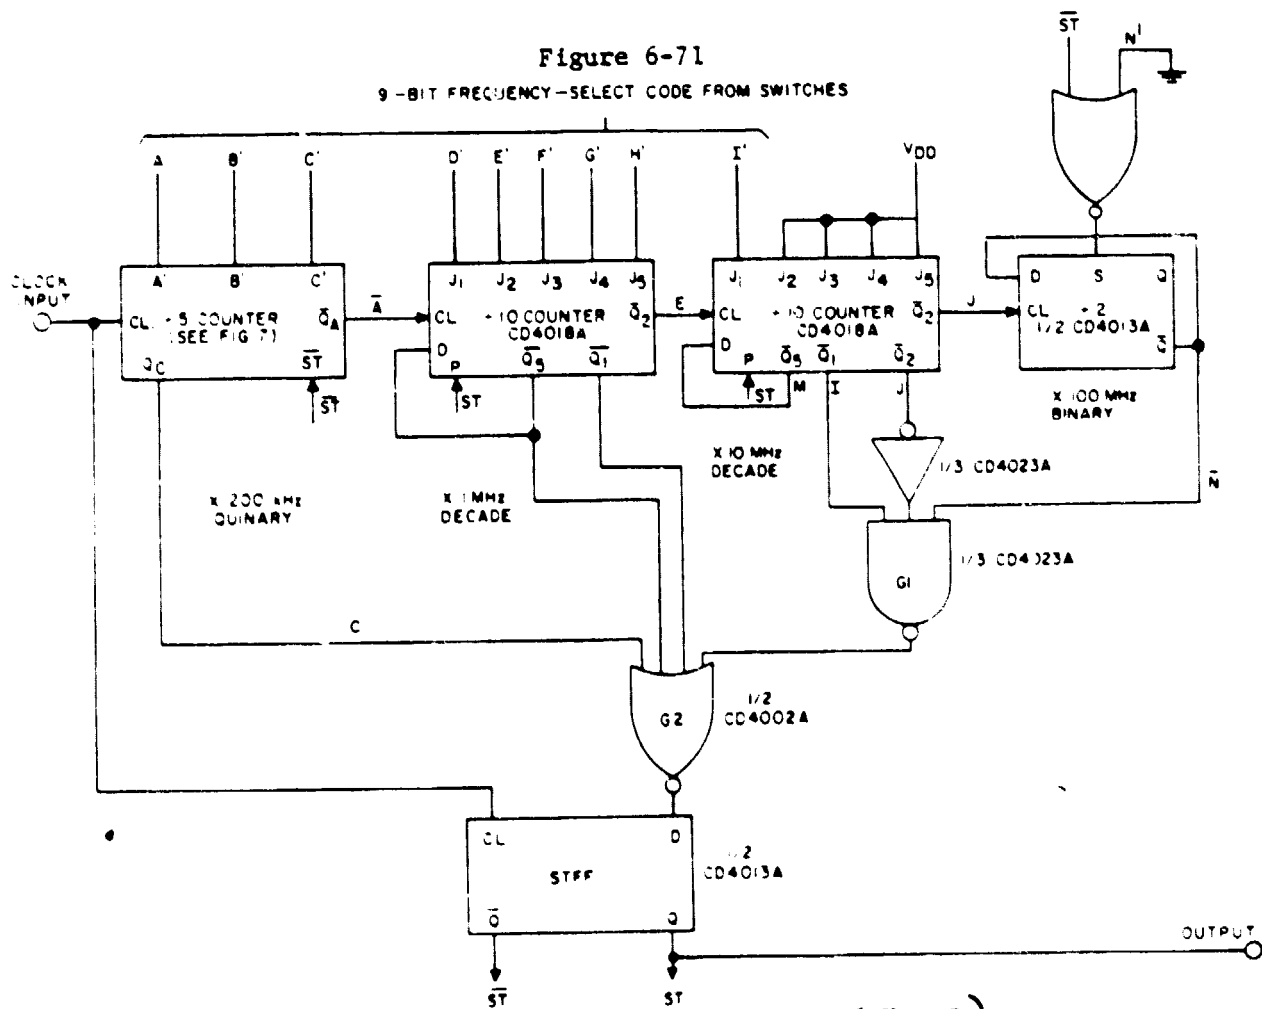 Figure 6-71
9-BIT FREQUENCY-SELECT CODE FROM SWITCHES
S̅T̅
N'
A B' C' D' E' F' G' H' I' VDD
CLOCK INPUT
A' B' C'
CL ÷5 COUNTER Q̅A
(SEE FIG 7)
QC S̅T̅
S̅T̅
A̅
J1 J2 J3 J4 J5
CL ÷10 COUNTER Q̅2
CD4018A
D P Q̅5 Q̅1
ST
E
J1 J2 J3 J4 J5
CL ÷10 COUNTER Q̅2
CD4018A
D P Q̅5 Q̅1 Q̅2
ST M I J
J
D S Q
CL ÷2
1/2 CD4013A
Q̅
X 200 kHz
QUINARY
X 1 MHz
DECADE
X 10 MHz
DECADE
X 100 MHz
BINARY
1/3 CD4023A
N̅
G1
1/3 CD4023A
C
G2
1/2
CD4002A
CL D
STFF
Q̅ Q
1/2
CD4013A
OUTPUT
S̅T̅ ST